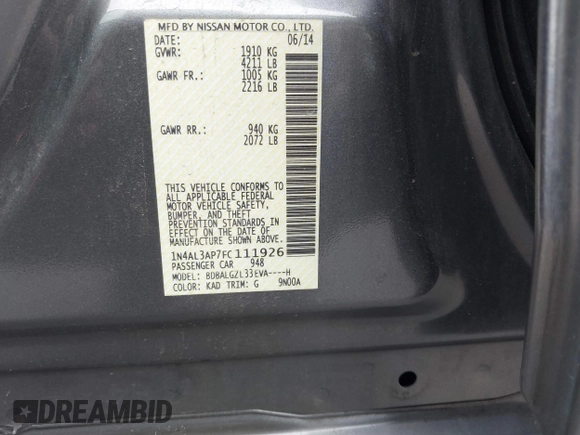 MFD BY NISSAN MOTOR CO., LTD.
DATE: 06/14
GVWR: 1910 KG
4211 LB
GAWR FR.: 1005 KG
2216 LB
GAWR RR.: 940 KG
2072 LB
THIS VEHICLE CONFORMS TO
ALL APPLICABLE FEDERAL
MOTOR VEHICLE SAFETY,
BUMPER, AND THEFT
PREVENTION STANDARDS
IN EFFECT ON THE DATE OF
MANUFACTURE SHOWN ABOVE.
1N4AL3AP7FC111926
PASSENGER CAR 948
MODEL: BDBALGZL33EVA----H
COLOR: KAD TRIM: G 9N00A
DREAMBID